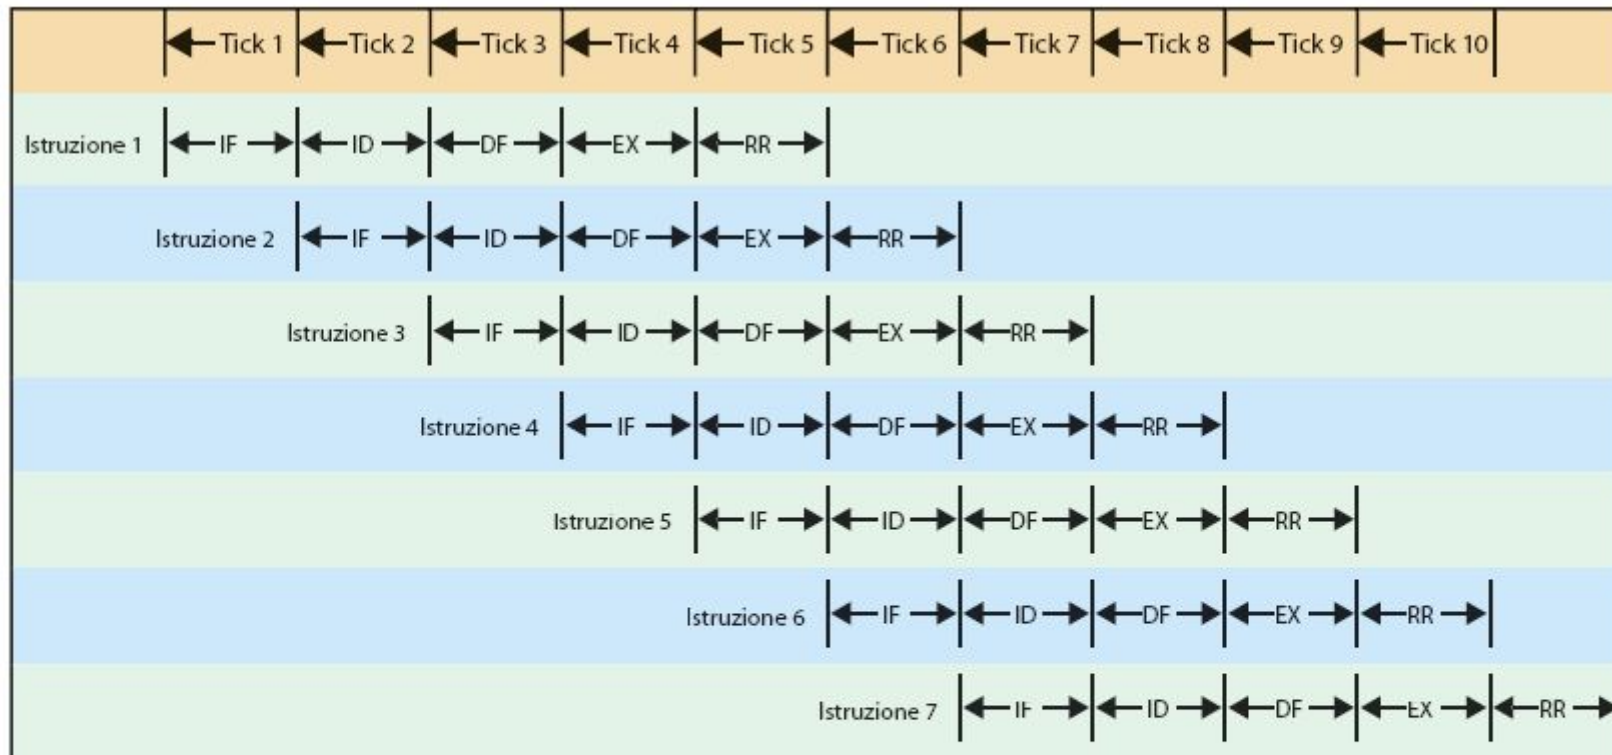 Tick 1 Tick 2 Tick 3 Tick 4 Tick 5 Tick 6 Tick 7 Tick 8 Tick 9 Tick 10
Istruzione 1 IF ID DF EX RR
Istruzione 2 IF ID DF EX RR
Istruzione 3 IF ID DF EX RR
Istruzione 4 IF ID DF EX RR
Istruzione 5 IF ID DF EX RR
Istruzione 6 IF ID DF EX RR
Istruzione 7 IF ID DF EX RR